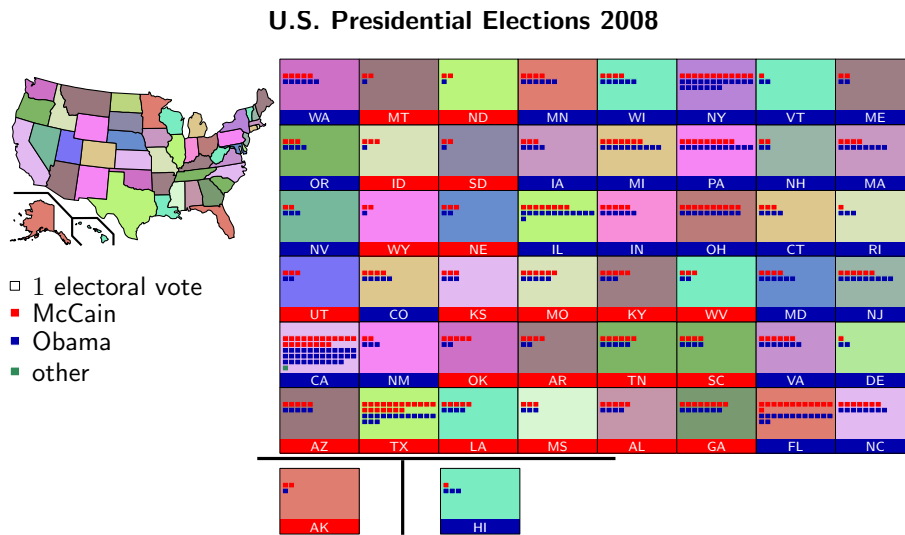 U.S. Presidential Elections 2008
WA MT ND MN WI NY VT ME
OR ID SD IA MI PA NH MA
NV WY NE IL IN OH CT RI
1 electoral vote
McCain
Obama
other
UT CO KS MO KY WV MD NJ
CA NM OK AR TN SC VA DE
AZ TX LA MS AL GA FL NC
AK HI